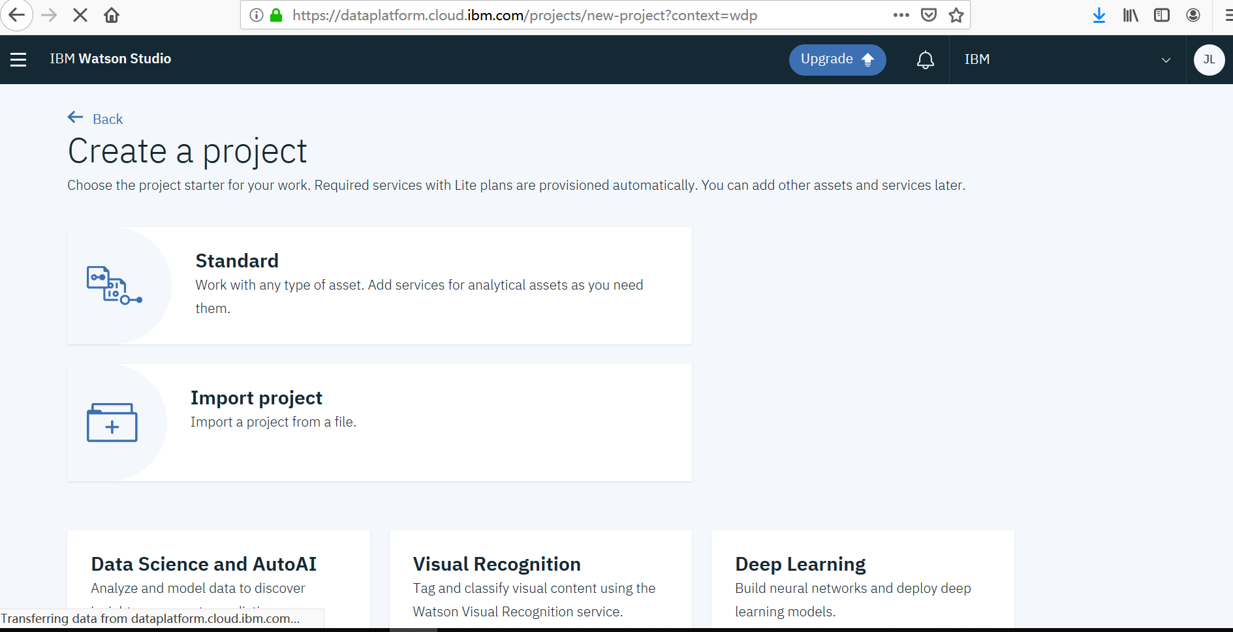 https://dataplatform.cloud.ibm.com/projects/new-project?context=wdp
IBM Watson Studio
Upgrade
IBM
JL
Back
Create a project
Choose the project starter for your work. Required services with Lite plans are provisioned automatically. You can add other assets and services later.
Standard
Work with any type of asset. Add services for analytical assets as you need
them.
Import project
Import a project from a file.
Data Science and AutoAI
Analyze and model data to discover
Visual Recognition
Tag and classify visual content using the
Watson Visual Recognition service.
Deep Learning
Build neural networks and deploy deep
learning models.
Transferring data from dataplatform.cloud.ibm.com...